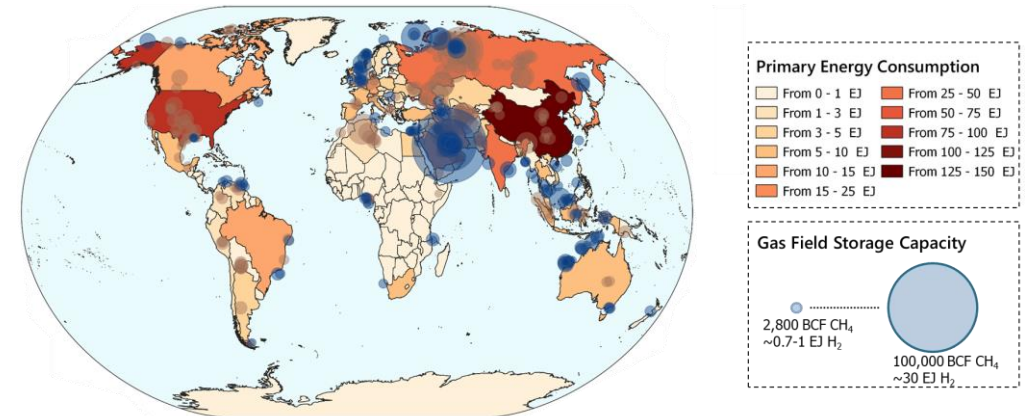 Primary Energy Consumption
From 0 - 1 EJ
From 1 - 3 EJ
From 3 - 5 EJ
From 5 - 10 EJ
From 10 - 15 EJ
From 15 - 25 EJ
From 25 - 50 EJ
From 50 - 75 EJ
From 75 - 100 EJ
From 100 - 125 EJ
From 125 - 150 EJ
Gas Field Storage Capacity
2,800 BCF CH₄
~0.7-1 EJ H₂
100,000 BCF CH₄
~30 EJ H₂